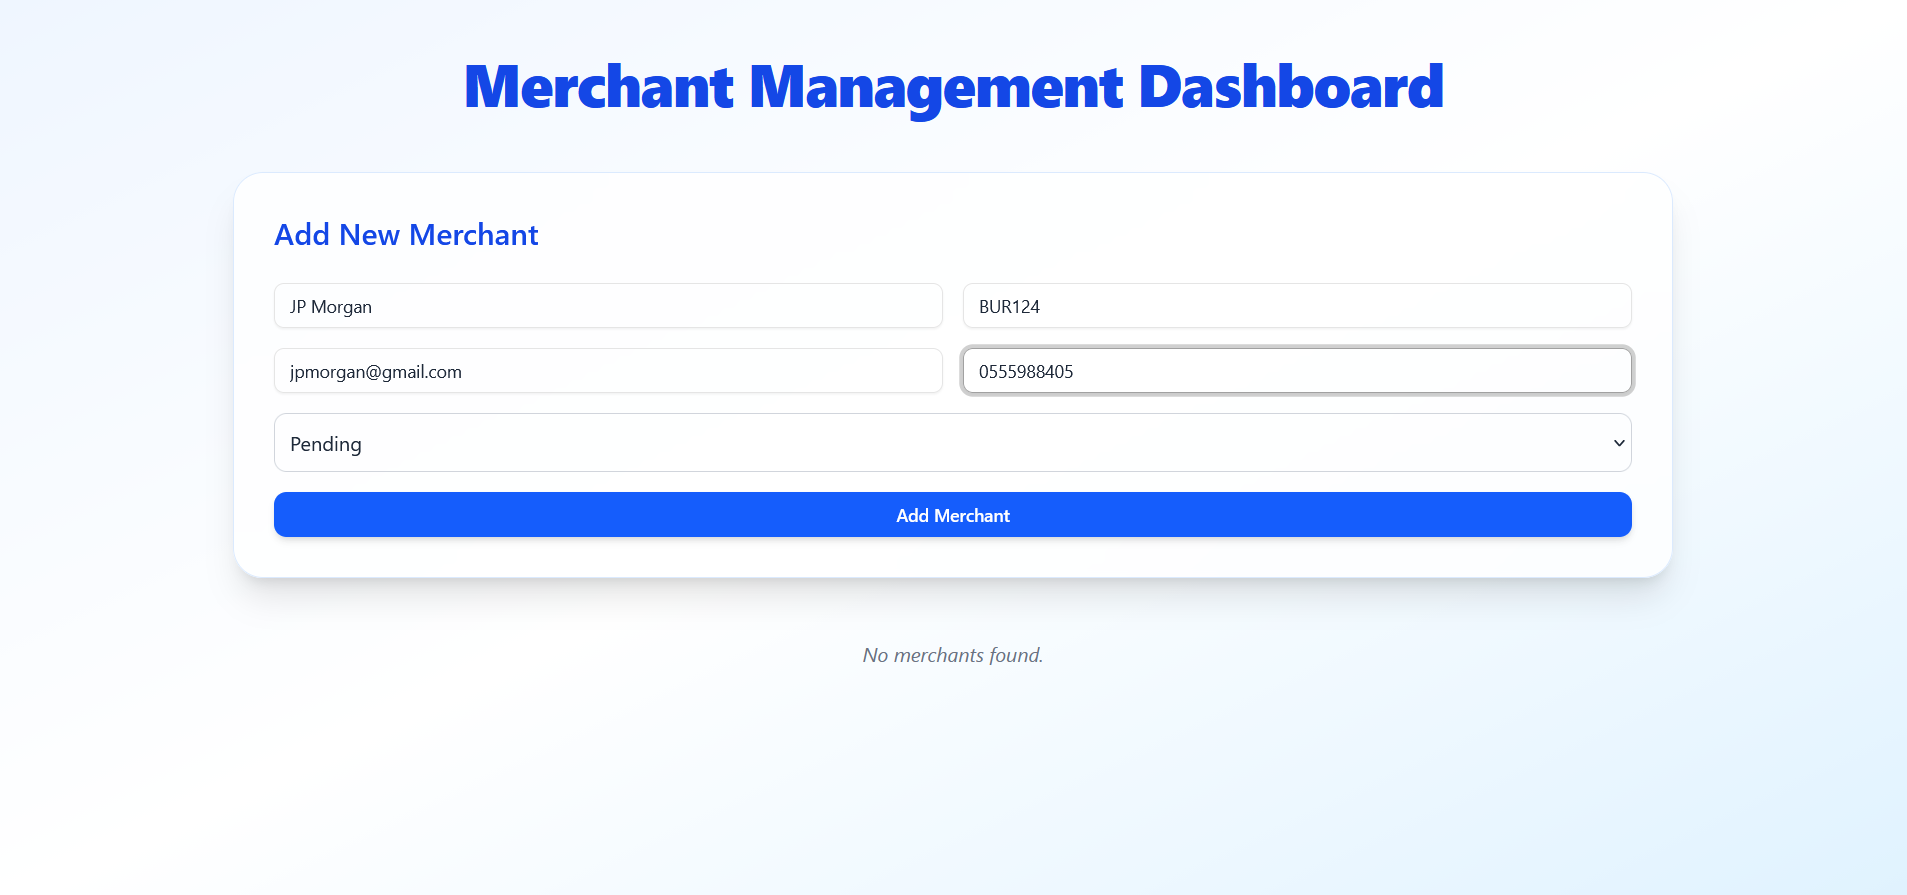 Merchant Management Dashboard
Add New Merchant
JP Morgan
BUR124
jpmorgan@gmail.com
0555988405
Pending
Add Merchant
No merchants found.